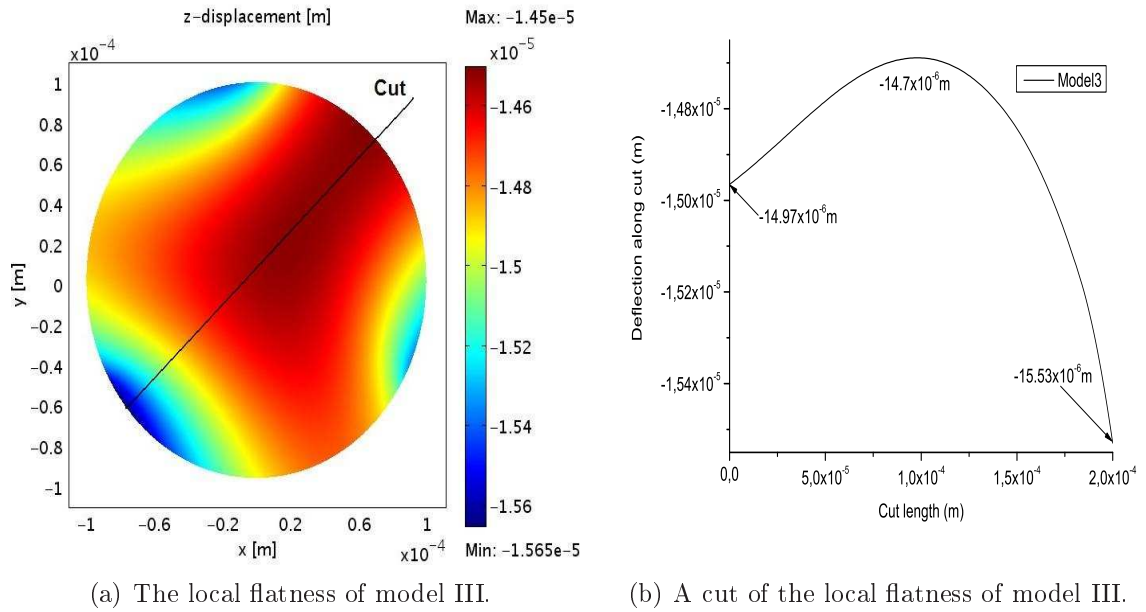 z-displacement [m]
Max: -1.45e-5
x10-4
x10-5
Cut
1
0.8
0.6
0.4
0.2
0
-0.2
-0.4
-0.6
-0.8
-1
y [m]
-1 -0.6 -0.2 0.2 0.6 1
x [m]
x10-4
-1.46
-1.48
-1.5
-1.52
-1.54
-1.56
Min: -1.565e-5
(a) The local flatness of model III.
Deflection along cut (m)
-1,48x10-5
-1,50x10-5
-1,52x10-5
-1,54x10-5
-14.7x10-6m
Model3
-14.97x10-6m
-15.53x10-6m
0,0 5,0x10-5 1,0x10-4 1,5x10-4 2,0x10-4
Cut length (m)
(b) A cut of the local flatness of model III.